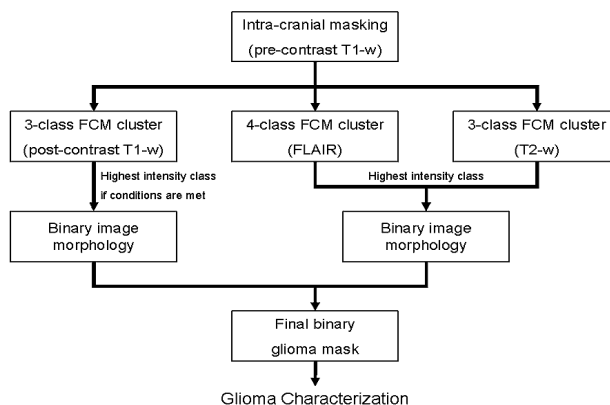 Intra-cranial masking
(pre-contrast T1-w)
3-class FCM cluster
(post-contrast T1-w)
4-class FCM cluster
(FLAIR)
3-class FCM cluster
(T2-w)
Highest intensity class
if conditions are met
Highest intensity class
Binary image
morphology
Binary image
morphology
Final binary
glioma mask
Glioma Characterization